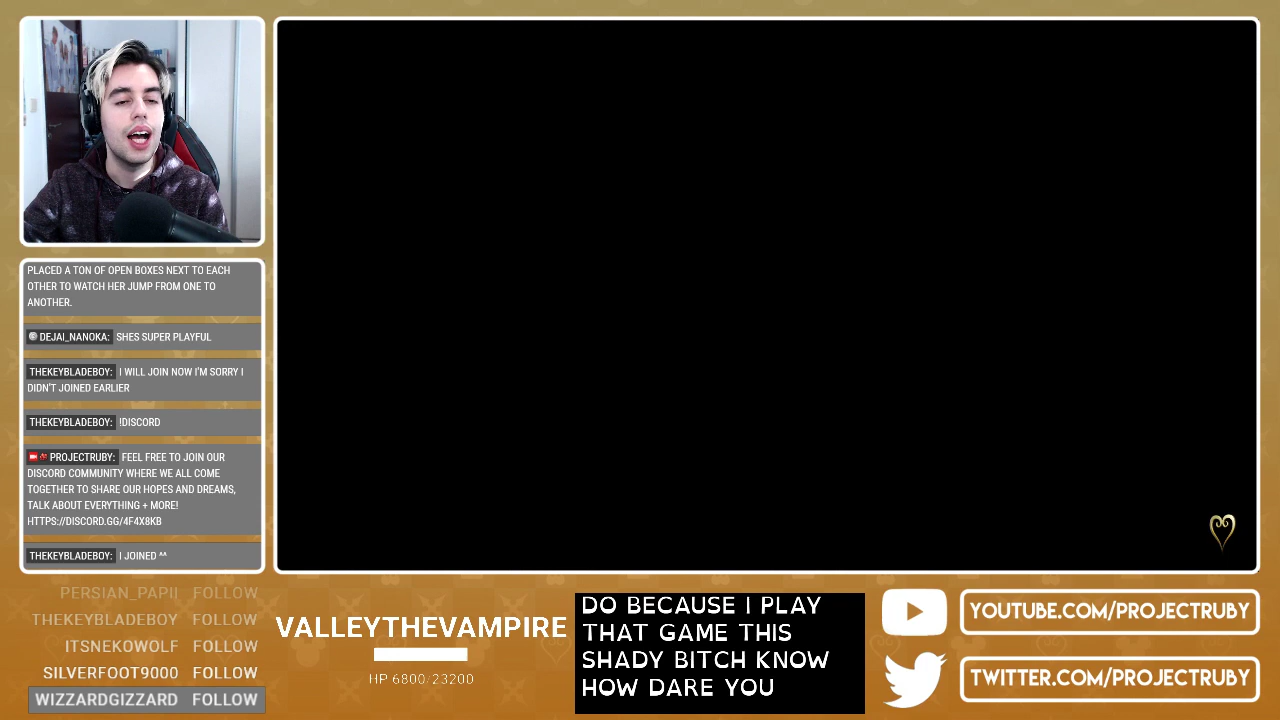 PLACED A TON OF OPEN BOXES NEXT TO EACH
OTHER TO WATCH HER JUMP FROM ONE TO
ANOTHER.
DEJAI_NANOKA: SHES SUPER PLAYFUL
THEKEYBLADEBOY: I WILL JOIN NOW I'M SORRY I
DIDN'T JOINED EARLIER
THEKEYBLADEBOY: !DISCORD
PROJECTRUBY: FEEL FREE TO JOIN OUR
DISCORD COMMUNITY WHERE WE ALL COME
TOGETHER TO SHARE OUR HOPES AND DREAMS,
TALK ABOUT EVERYTHING + MORE!
HTTPS://DISCORD.GG/4F4X8KB
THEKEYBLADEBOY: I JOINED ^^
PERSIAN_PAPII FOLLOW
THEKEYBLADEBOY FOLLOW
ITSNEKOWOLF FOLLOW
SILVERFOOT9000 FOLLOW
WIZZARDGIZZARD FOLLOW
VALLEYTHEVAMPIRE
HP 6800/23200
DO BECAUSE I PLAY
THAT GAME THIS
SHADY BITCH KNOW
HOW DARE YOU
YOUTUBE.COM/PROJECTRUBY
TWITTER.COM/PROJECTRUBY